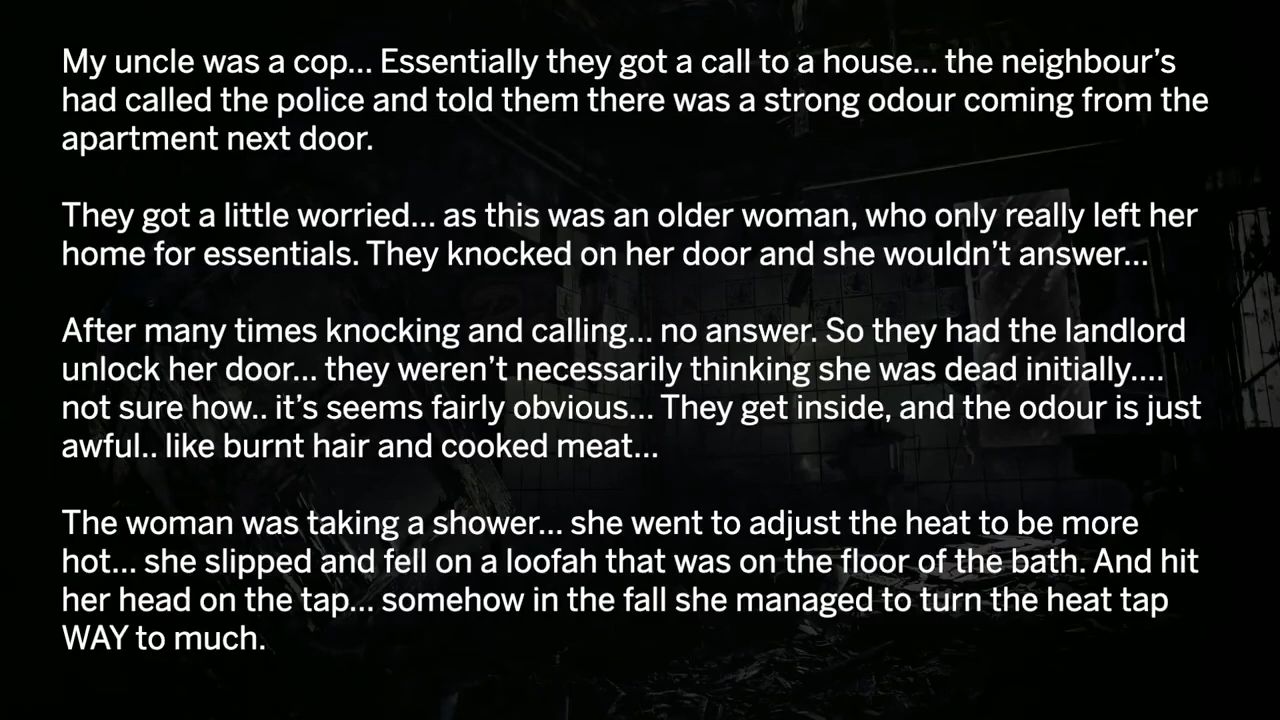 My uncle was a cop... Essentially they got a call to a house... the neighbour’s
had called the police and told them there was a strong odour coming from the
apartment next door.
They got a little worried... as this was an older woman, who only really left her
home for essentials. They knocked on her door and she wouldn’t answer...
After many times knocking and calling... no answer. So they had the landlord
unlock her door... they weren’t necessarily thinking she was dead initially....
not sure how.. it’s seems fairly obvious... They get inside, and the odour is just
awful.. like burnt hair and cooked meat...
The woman was taking a shower... she went to adjust the heat to be more
hot... she slipped and fell on a loofah that was on the floor of the bath. And hit
her head on the tap... somehow in the fall she managed to turn the heat tap
WAY to much.